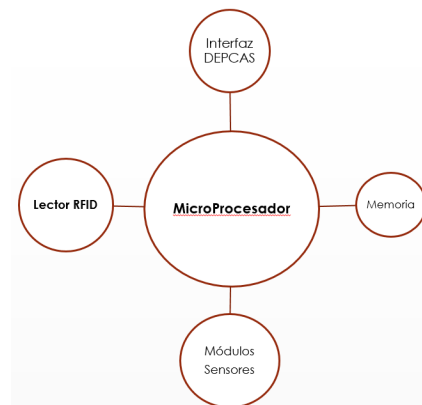 Interfaz
DEPCAS
Lector RFID
MicroProcesador
Memoria
Módulos
Sensores